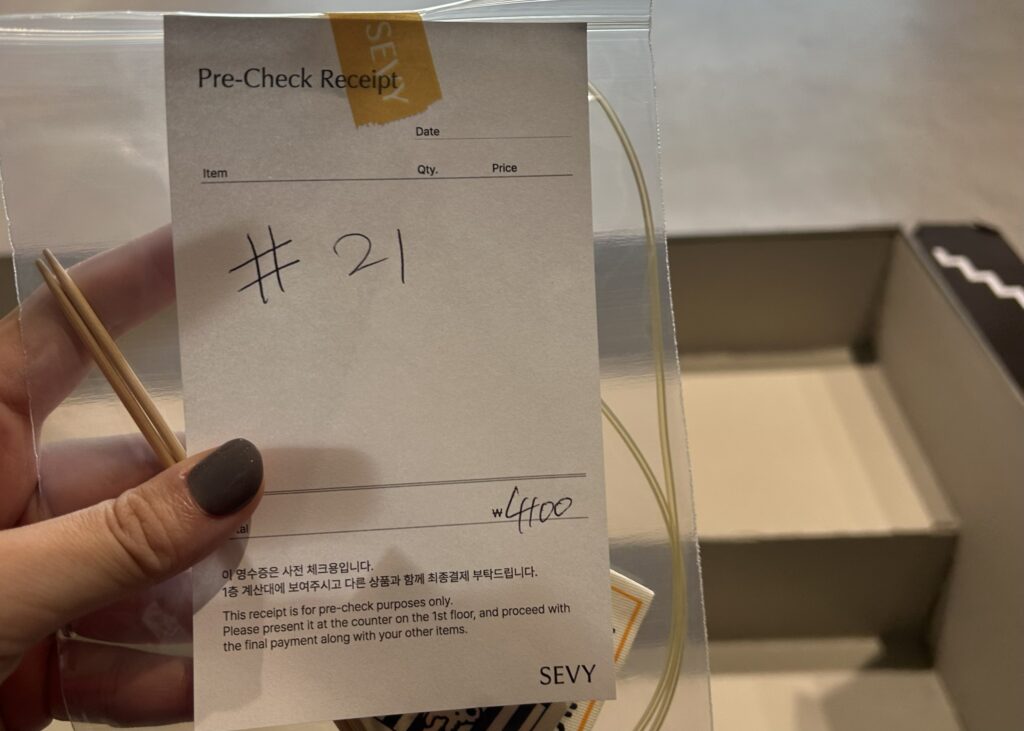 SEVY
Pre-Check Receipt
Date
Item Qty. Price
# 21
₩4400
이 영수증은 사전 체크용입니다.
1층 계산대에 보여주시고 다른 상품과 함께 최종결제 부탁드립니다.
This receipt is for pre-check purposes only.
Please present it at the counter on the 1st floor, and proceed with
the final payment along with your other items.
SEVY